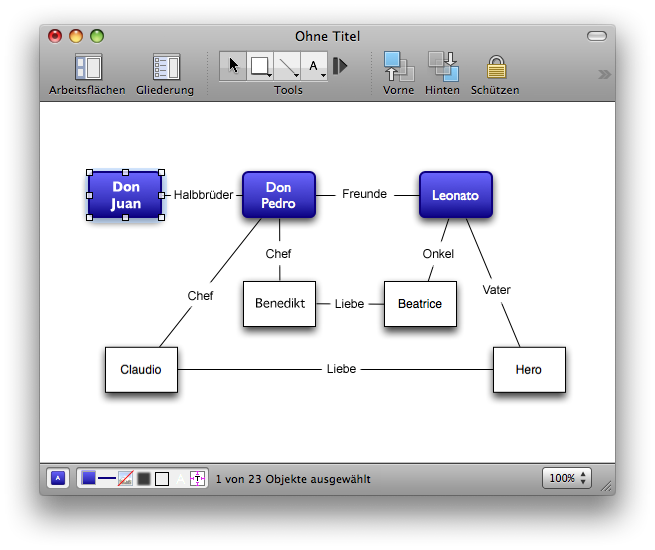 Ohne Titel
Arbeitsflächen
Gliederung
A
Tools
Vorne
Hinten
Schützen
Don
Juan
Halbbrüder
Don
Pedro
Freunde
Leonato
Chef
Onkel
Chef
Vater
Benedikt
Liebe
Beatrice
Claudio
Liebe
Hero
A
A
T
1 von 23 Objekte ausgewählt
100%